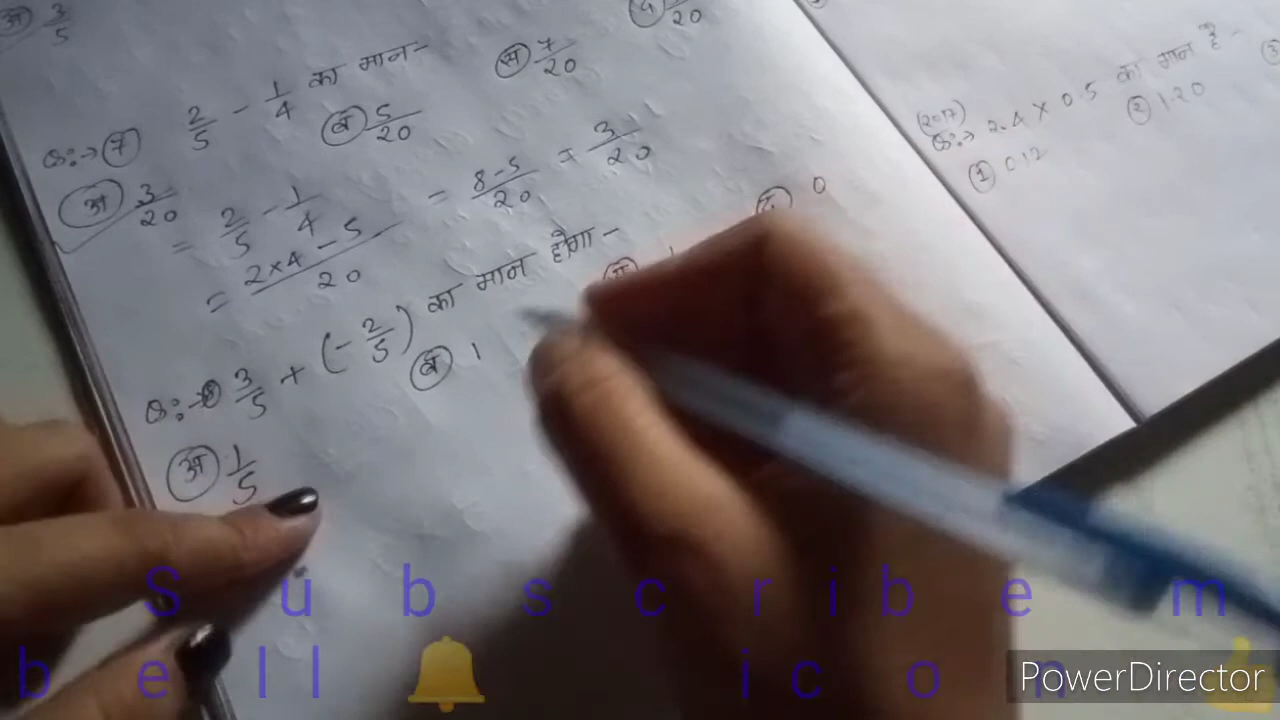 अ 3/5
20
प्र:→ 7 2/5 - 1/4 का मान-
अ 3/20 ब 5/20 स 7/20
= 2/5 - 1/4
= 2×4-5/20 = 8-5/20 = 3/20
प्र:→ 8 3/5 + (-2/5) का मान होगा-
अ 1/5 ब 1 द 0
(2017)
प्र:→ 2.4 × 0.5 का मान है -
1 0.12 2 1.20
Subscribe m
bell icon
PowerDirector